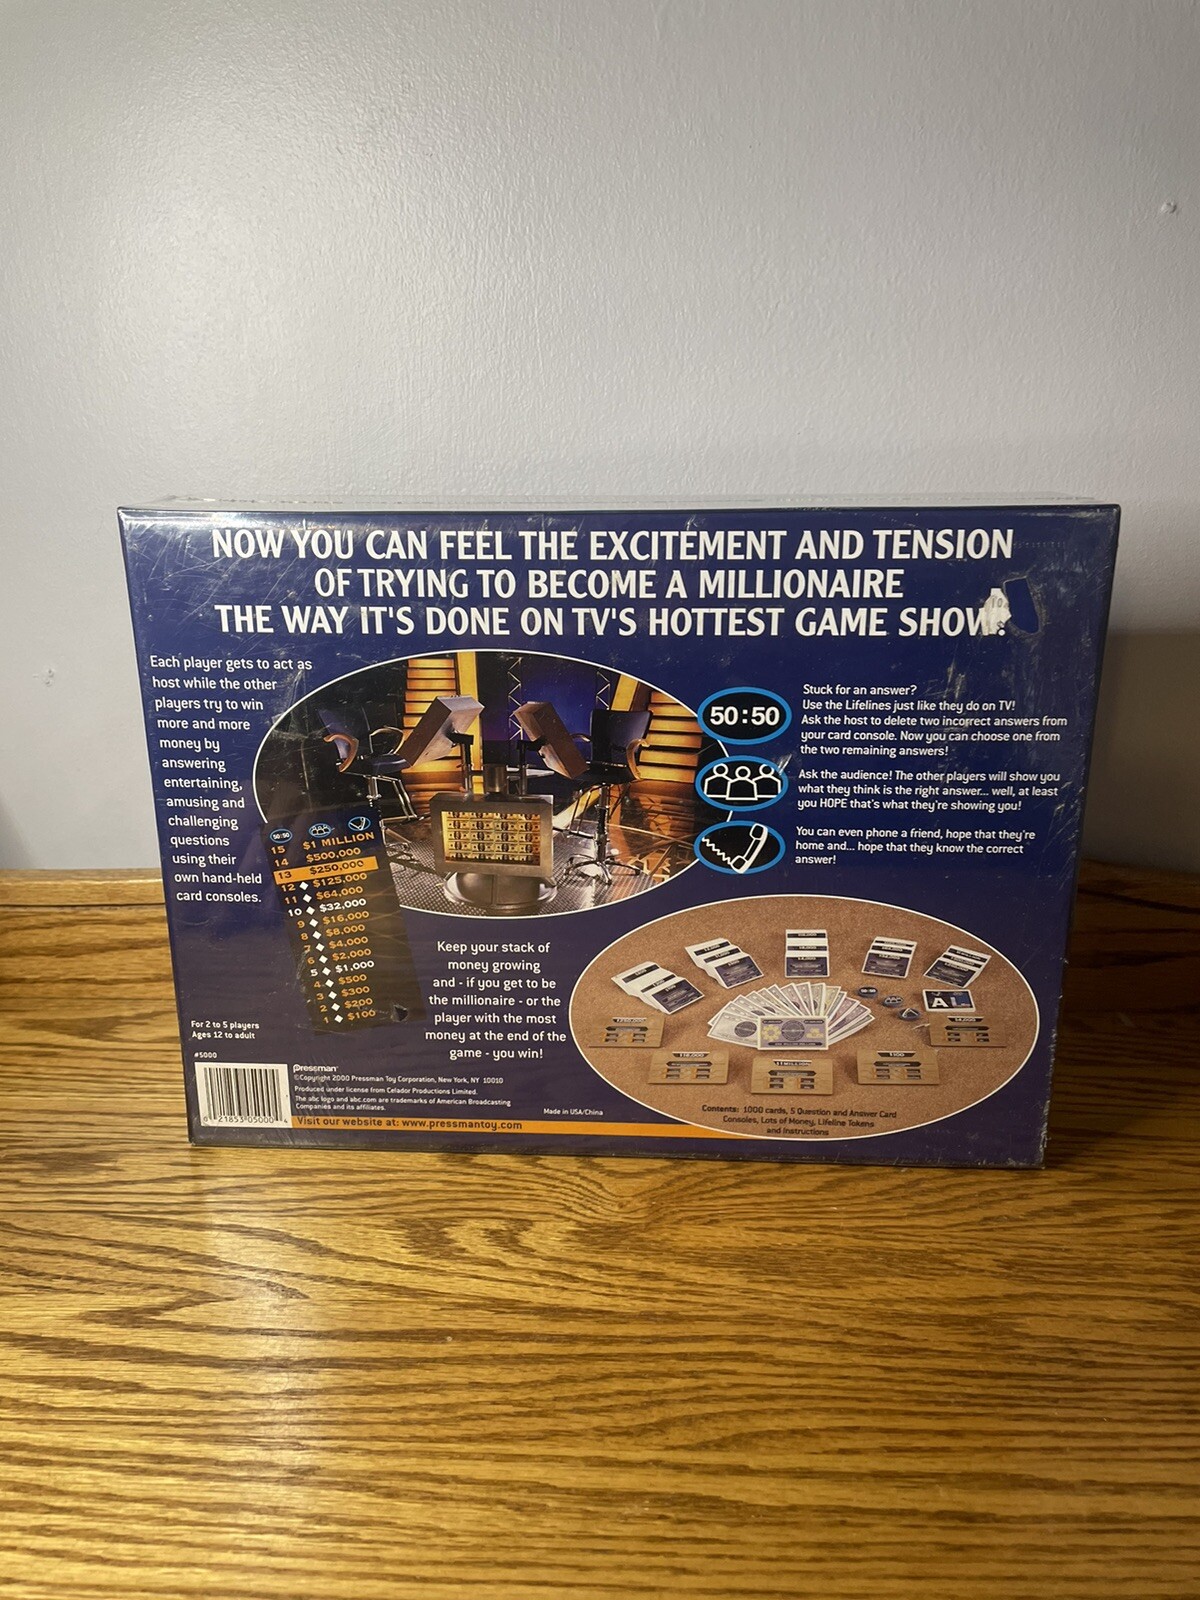 NOW YOU CAN FEEL THE EXCITEMENT AND TENSION
OF TRYING TO BECOME A MILLIONAIRE
THE WAY IT'S DONE ON TV'S HOTTEST GAME SHOW!
Each player gets to act as
host while the other
players try to win
more and more
money by
answering
entertaining,
amusing and
challenging
questions
using their
own hand-held
card consoles.
50:50
Stuck for an answer?
Use the Lifelines just like they do on TV!
Ask the host to delete two incorrect answers from
your card console. Now you can choose one from
the two remaining answers!
Ask the audience! The other players will show you
what they think is the right answer... well, at least
you HOPE that's what they're showing you!
You can even phone a friend, hope that they're
home and... hope that they know the correct
answer!
50:50
15 $1 MILLION
14 $500,000
13 $250,000
12 ◆ $125,000
11 ◆ $64,000
10 ◆ $32,000
9 ◆ $16,000
8 ◆ $8,000
7 ◆ $4,000
6 ◆ $2,000
5 ◆ $1,000
4 ◆ $500
3 ◆ $300
2 ◆ $200
1 ◆ $100
Keep your stack of
money growing
and - if you get to be
the millionaire - or the
player with the most
money at the end of the
game - you win!
For 2 to 5 players
Ages 12 to adult
#5000
6 21853 05000 4
Pressman
©Copyright 2000 Pressman Toy Corporation, New York, NY 10010
Produced under license from Celador Productions Limited.
The abc logo and abc.com are trademarks of American Broadcasting
Companies and its affiliates.
Made in USA/China
Visit our website at: www.pressmantoy.com
Contents: 1000 cards, 5 Question and Answer Card
Consoles, Lots of Money, Lifeline Tokens
and Instructions